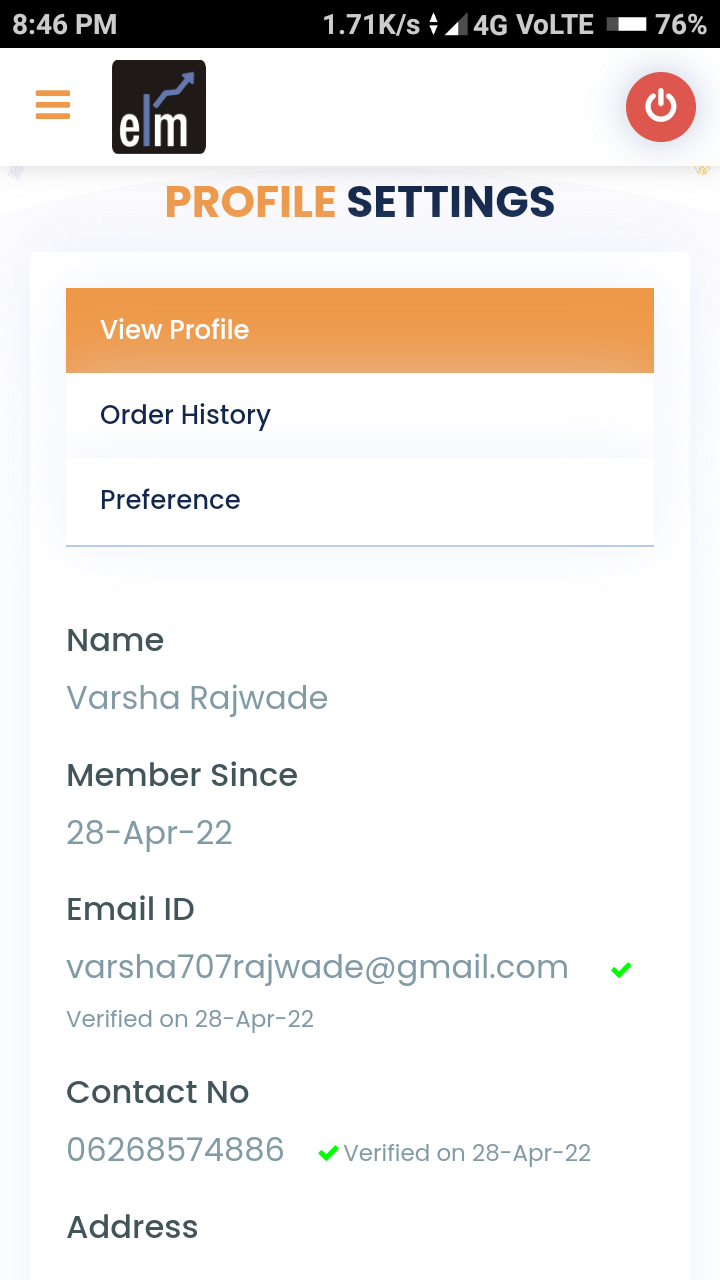 8:46 PM 1.71K/s 4G VoLTE 76%
elm
PROFILE SETTINGS
View Profile
Order History
Preference
Name
Varsha Rajwade
Member Since
28-Apr-22
Email ID
varsha707rajwade@gmail.com
Verified on 28-Apr-22
Contact No
06268574886 Verified on 28-Apr-22
Address